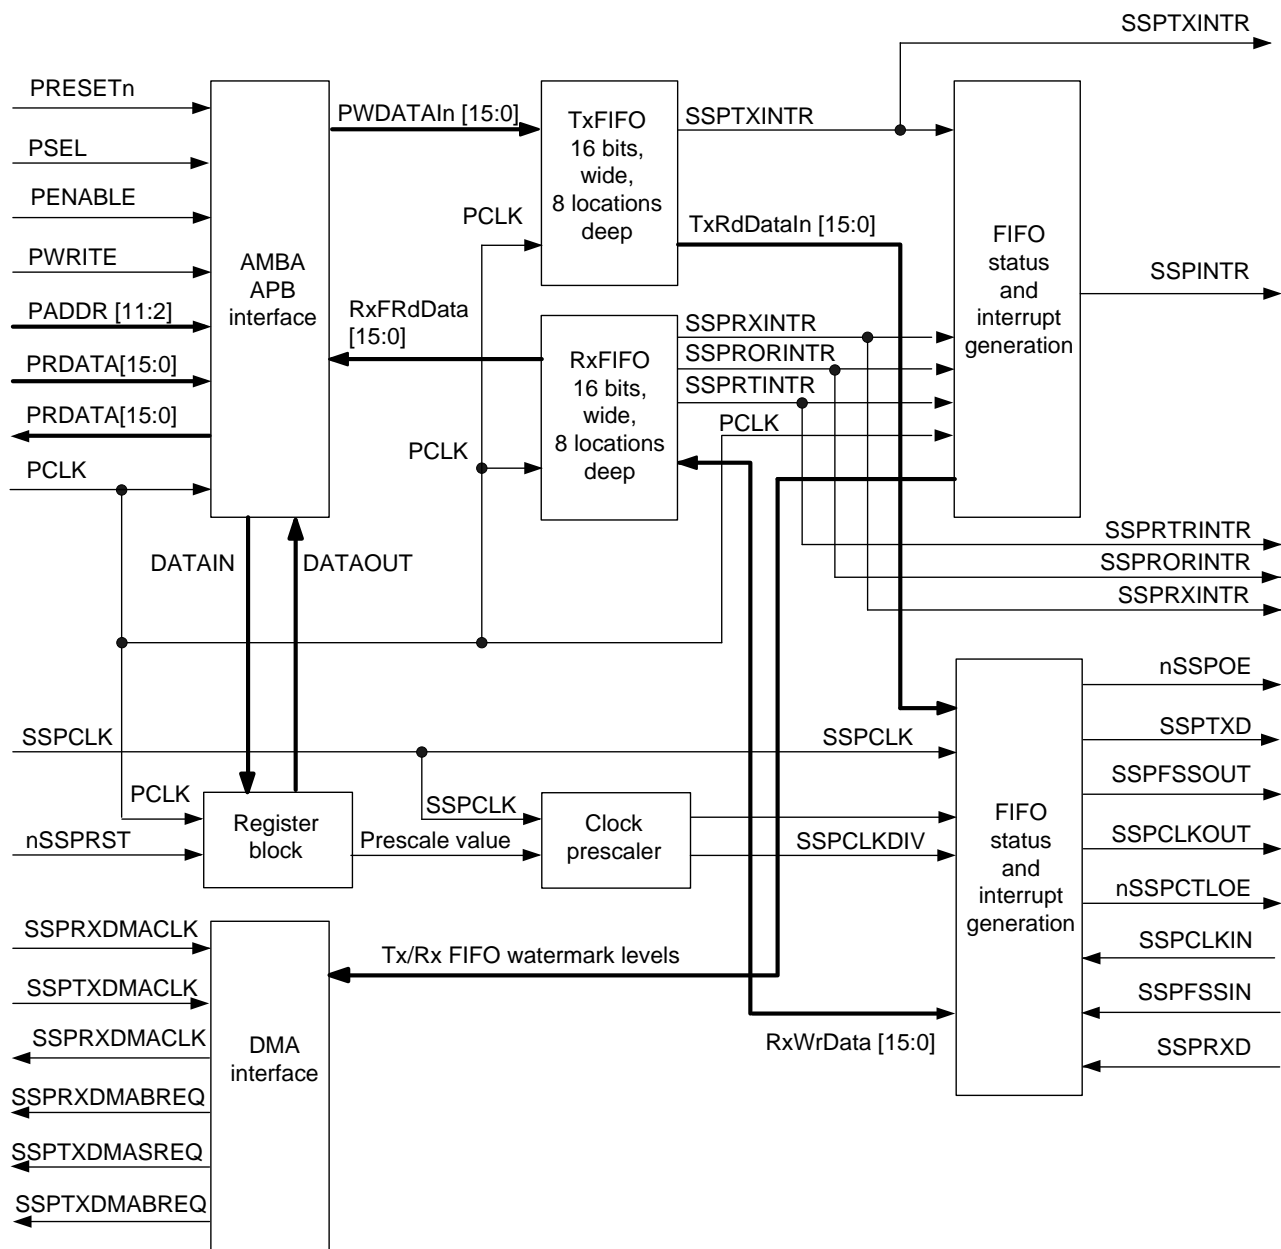 SSPTXINTR
PRESETn
PSEL
PENABLE
PWRITE
PADDR [11:2]
PRDATA[15:0]
PRDATA[15:0]
PCLK
AMBA
APB
interface
PWDATAIn [15:0]
TxFIFO
16 bits,
wide,
8 locations
deep
SSPTXINTR
PCLK
TxRdDataIn [15:0]
FIFO
status
and
interrupt
generation
SSPINTR
RxFRdData
[15:0]
RxFIFO
16 bits,
wide,
8 locations
deep
SSPRXINTR
SSPRORINTR
SSPRTINTR
PCLK
PCLK
DATAIN
DATAOUT
SSPRTRINTR
SSPRORINTR
SSPRXINTR
SSPCLK
SSPCLK
PCLK
nSSPRST
Register
block
SSPCLK
Prescale value
Clock
prescaler
SSPCLKDIV
FIFO
status
and
interrupt
generation
nSSPOE
SSPTXD
SSPFSSOUT
SSPCLKOUT
nSSPCTLOE
SSPCLKIN
SSPFSSIN
SSPRXD
SSPRXDMACLK
SSPTXDMACLK
SSPRXDMACLK
SSPRXDMABREQ
SSPTXDMASREQ
SSPTXDMABREQ
DMA
interface
Tx/Rx FIFO watermark levels
RxWrData [15:0]